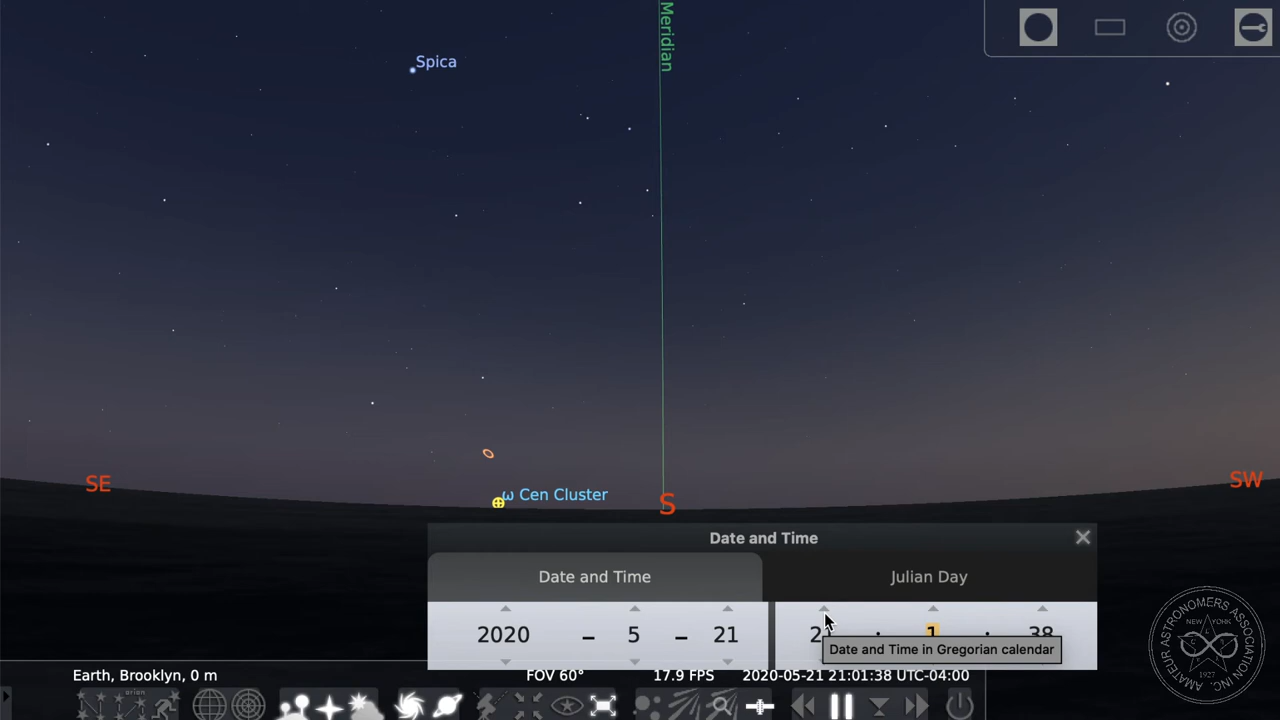 Meridian
Spica
SE
ω Cen Cluster
S
SW
Date and Time
Date and Time
Julian Day
2020 – 5 – 21
1 : 38
Date and Time in Gregorian calendar
Earth, Brooklyn, 0 m
FOV 60°
17.9 FPS
2020-05-21 21:01:38 UTC-04:00
AMATEUR ASTRONOMERS ASSOCIATION INC.
NEW YORK
1927